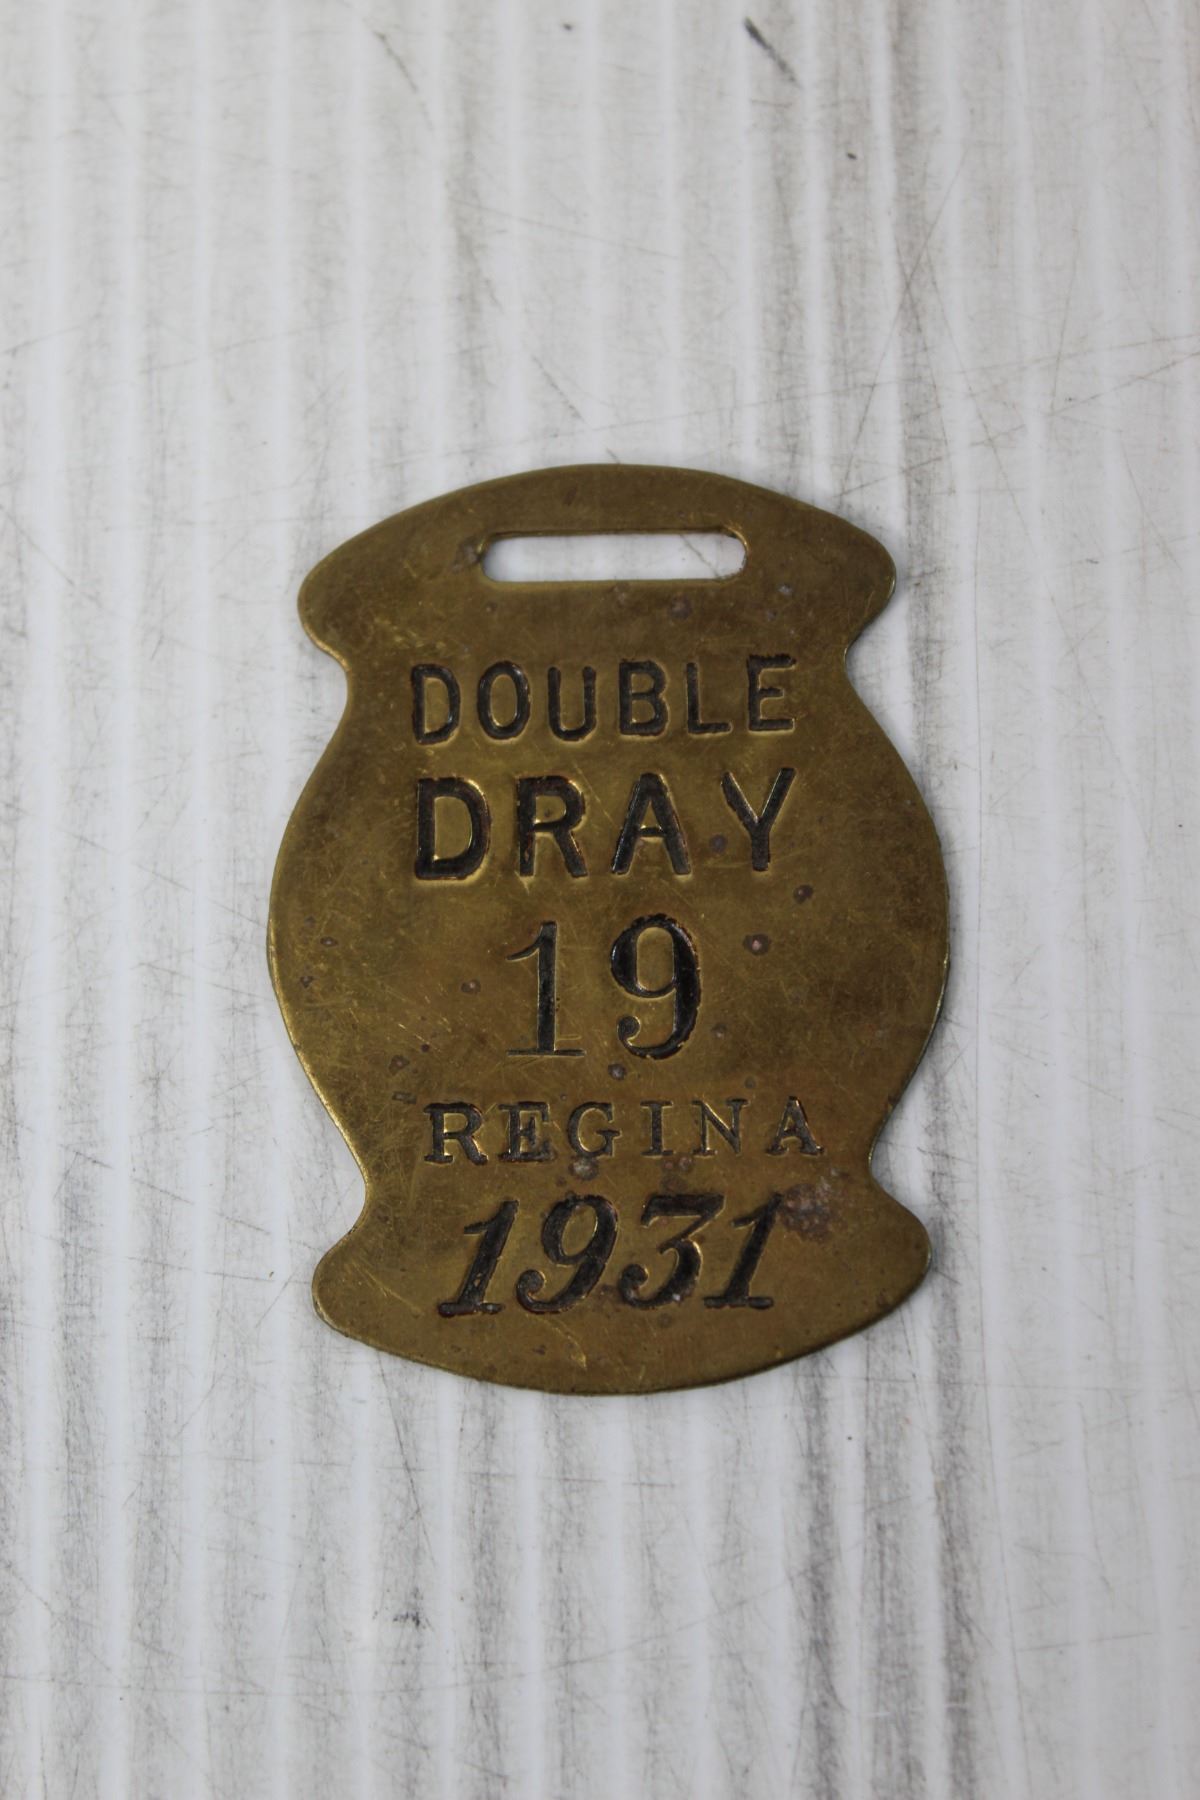 DOUBLE
DRAY
19
REGINA
1931